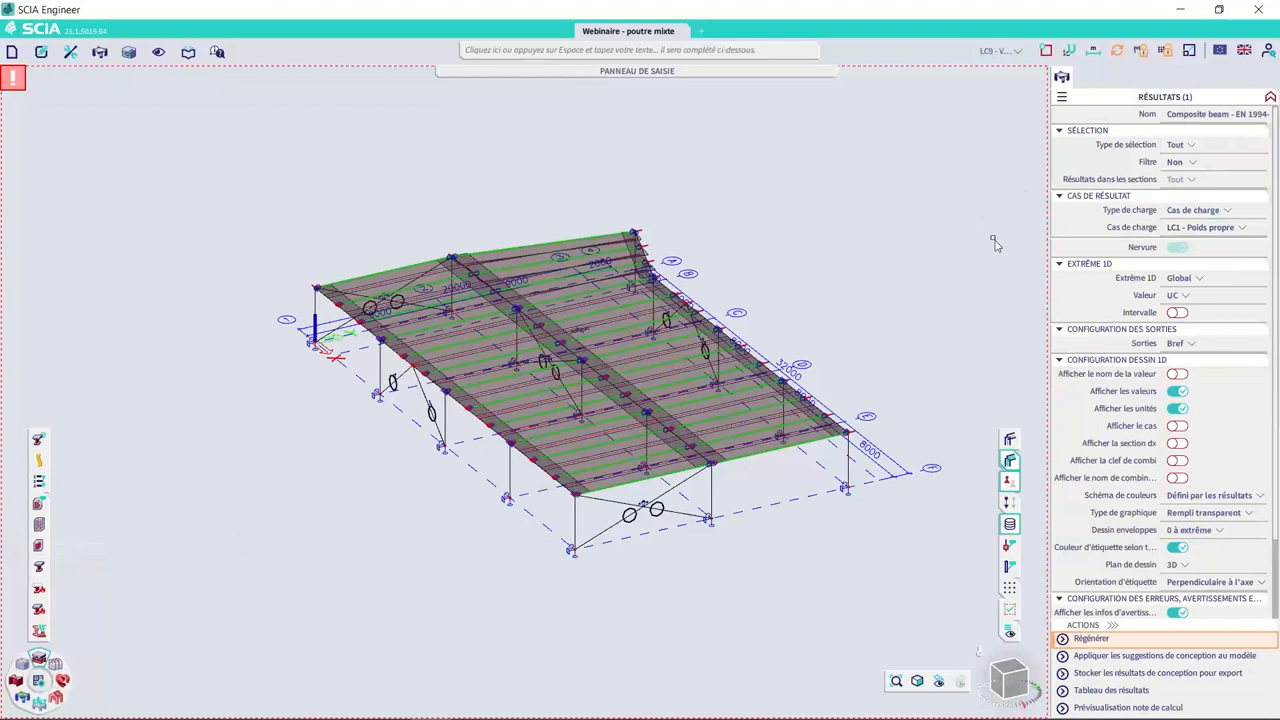 SCIA Engineer
SCIA 21.1.5019.64
Webinaire - poutre mixte
Cliquez ici ou appuyez sur Espace et tapez votre texte... il sera complété ci-dessous.
LC9 - V...
PANNEAU DE SAISIE
RÉSULTATS (1)
Nom Composite beam - EN 1994-
SÉLECTION
Type de sélection Tout
Filtre Non
Résultats dans les sections Tout
CAS DE RÉSULTAT
Type de charge Cas de charge
Cas de charge LC1 - Poids propre
Nervure
EXTRÊME 1D
Extrême 1D Global
Valeur UC
Intervalle
CONFIGURATION DES SORTIES
Sorties Bref
CONFIGURATION DESSIN 1D
Afficher le nom de la valeur
Afficher les valeurs
Afficher les unités
Afficher le cas
Afficher la section dx
Afficher la clef de combi
Afficher le nom de combin...
Schéma de couleurs Défini par les résultats
Type de graphique Rempli transparent
Dessin enveloppes 0 à extrême
Couleur d'étiquette selon t...
Plan de dessin 3D
Orientation d'étiquette Perpendiculaire à l'axe
CONFIGURATION DES ERREURS, AVERTISSEMENTS E...
Afficher les infos d'avertiss...
ACTIONS >>>
Régénérer
Appliquer les suggestions de conception au modèle
Stocker les résultats de conception pour export
Tableau des résultats
Prévisualisation note de calcul
A
B
C
32000
8000